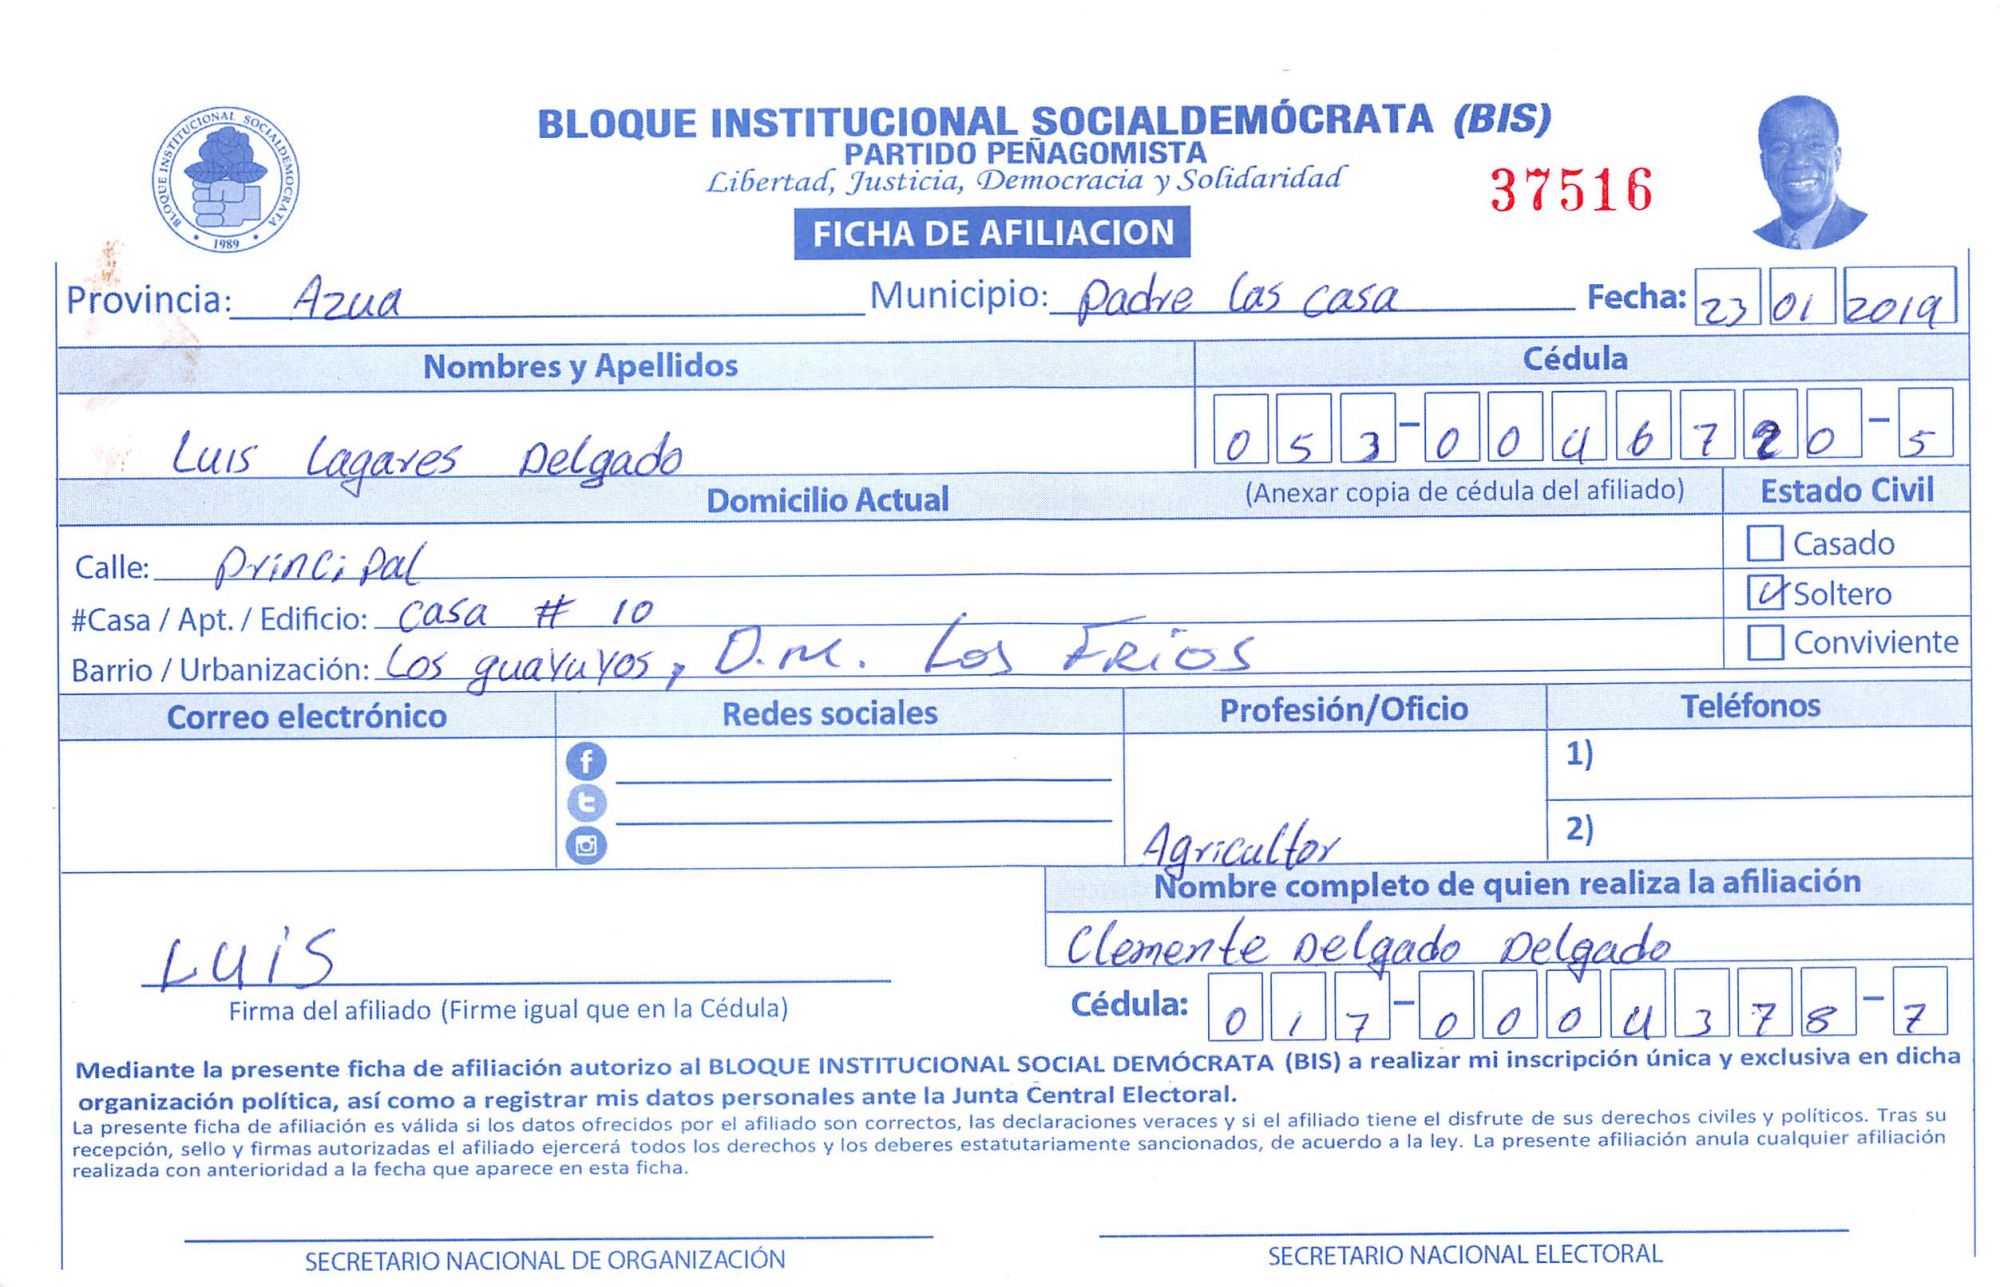 BLOQUE INSTITUCIONAL SOCIALDEMÓCRATA
1989
BLOQUE INSTITUCIONAL SOCIALDEMÓCRATA (BIS)
PARTIDO PEÑAGOMISTA
Libertad, Justicia, Democracia y Solidaridad
37516
FICHA DE AFILIACION
Provincia: Azua Municipio: Padre las casa Fecha: 23 01 2019
Nombres y Apellidos Cédula
Luis Lagares Delgado 053-0046720-5
Domicilio Actual (Anexar copia de cédula del afiliado) Estado Civil
Calle: Principal Casado
#Casa / Apt. / Edificio: casa # 10 Soltero
Barrio / Urbanización: Los guayuyos, D.M. Los Frios Conviviente
Correo electrónico Redes sociales Profesión/Oficio Teléfonos
1)
2)
Agricultor
Nombre completo de quien realiza la afiliación
Clemente Delgado Delgado
Luis
Firma del afiliado (Firme igual que en la Cédula) Cédula: 017-0004378-7
Mediante la presente ficha de afiliación autorizo al BLOQUE INSTITUCIONAL SOCIAL DEMÓCRATA (BIS) a realizar mi inscripción única y exclusiva en dicha
organización política, así como a registrar mis datos personales ante la Junta Central Electoral.
La presente ficha de afiliación es válida si los datos ofrecidos por el afiliado son correctos, las declaraciones veraces y si el afiliado tiene el disfrute de sus derechos civiles y políticos. Tras su
recepción, sello y firmas autorizadas el afiliado ejercerá todos los derechos y los deberes estatutariamente sancionados, de acuerdo a la ley. La presente afiliación anula cualquier afiliación
realizada con anterioridad a la fecha que aparece en esta ficha.
SECRETARIO NACIONAL DE ORGANIZACIÓN SECRETARIO NACIONAL ELECTORAL